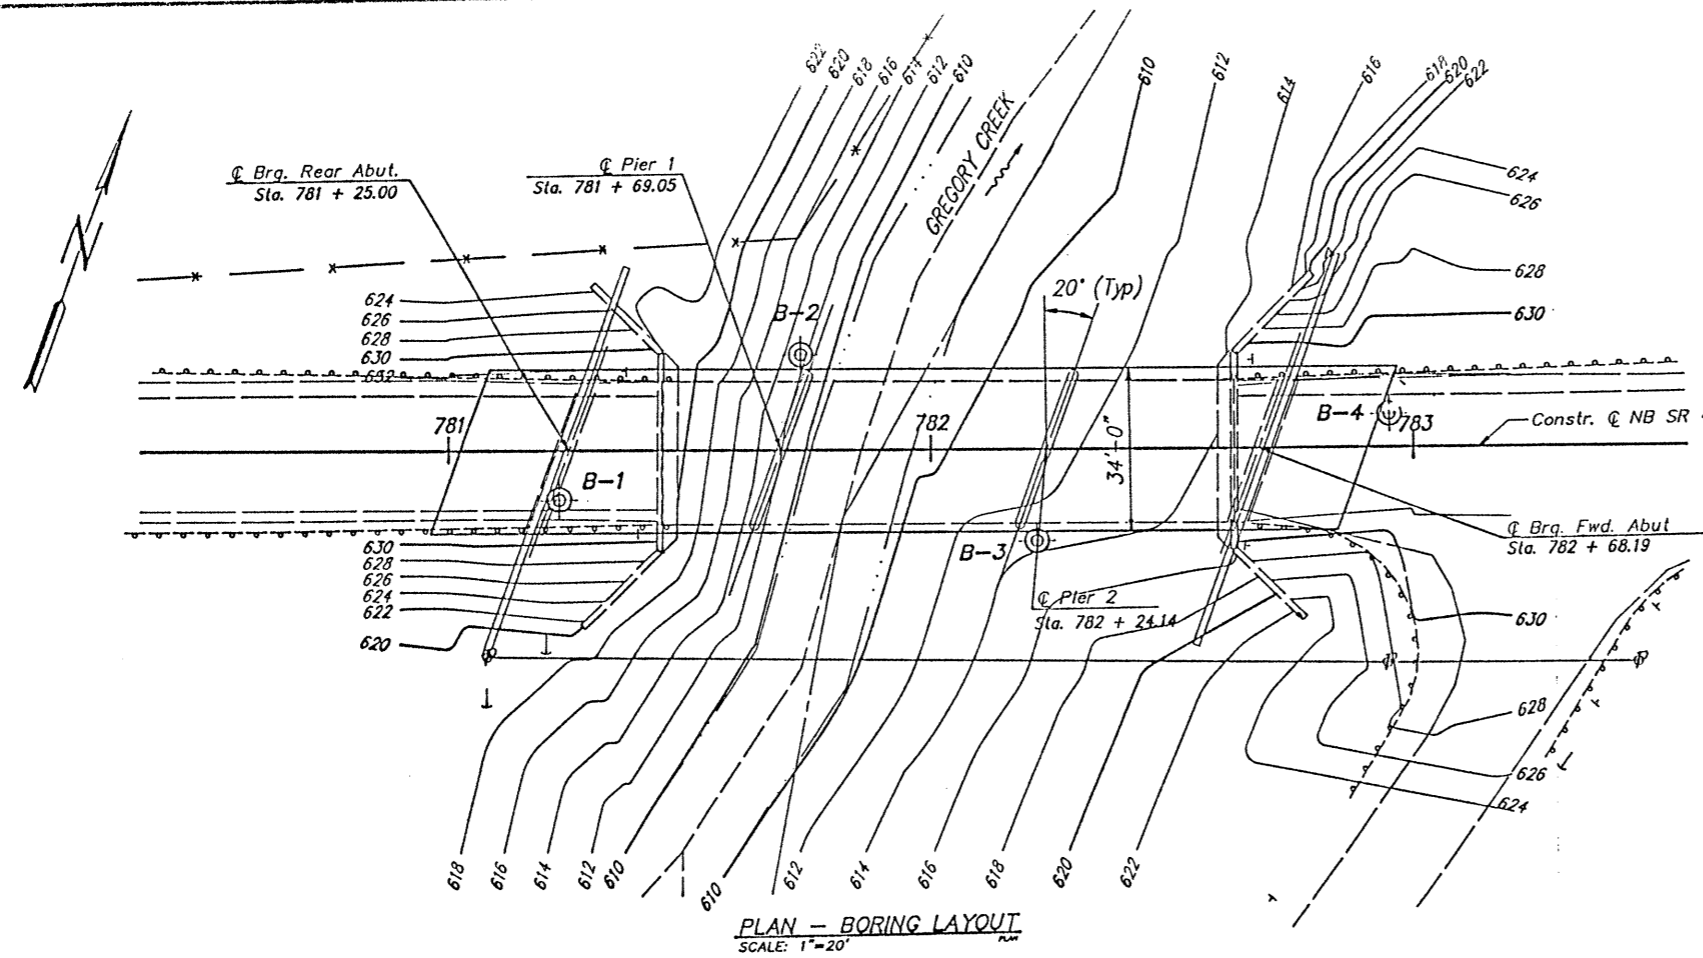 622
620
618
616
614
612
610
610
612
614
616
618
620
622
624
626
628
630
GREGORY CREEK
N
℄ Brg. Rear Abut.
Sta. 781 + 25.00
℄ Pier 1
Sta. 781 + 69.05
20° (Typ)
624
626
628
630
632
B-2
781
782
B-4
783
Constr. ℄ NB SR
34'-0"
B-1
B-3
℄ Brg. Fwd. Abut
Sta. 782 + 68.19
℄ Pier 2
Sta. 782 + 24.14
630
628
626
624
622
620
630
628
626
624
618
616
614
612
610
610
612
614
616
618
620
622
PLAN - BORING LAYOUT
SCALE: 1"=20'